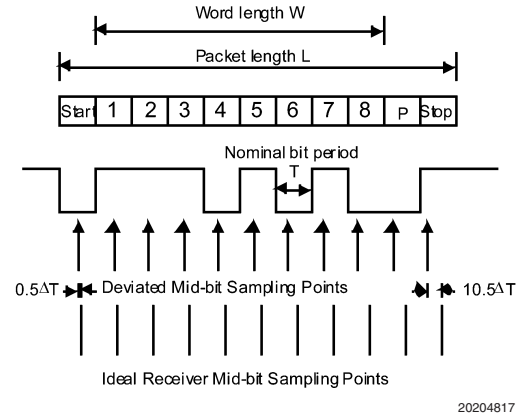 Word length W
Packet length L
Start 1 2 3 4 5 6 7 8 P Stop
Nominal bit period
T
0.5ΔT Deviated Mid-bit Sampling Points 10.5ΔT
Ideal Receiver Mid-bit Sampling Points
20204817